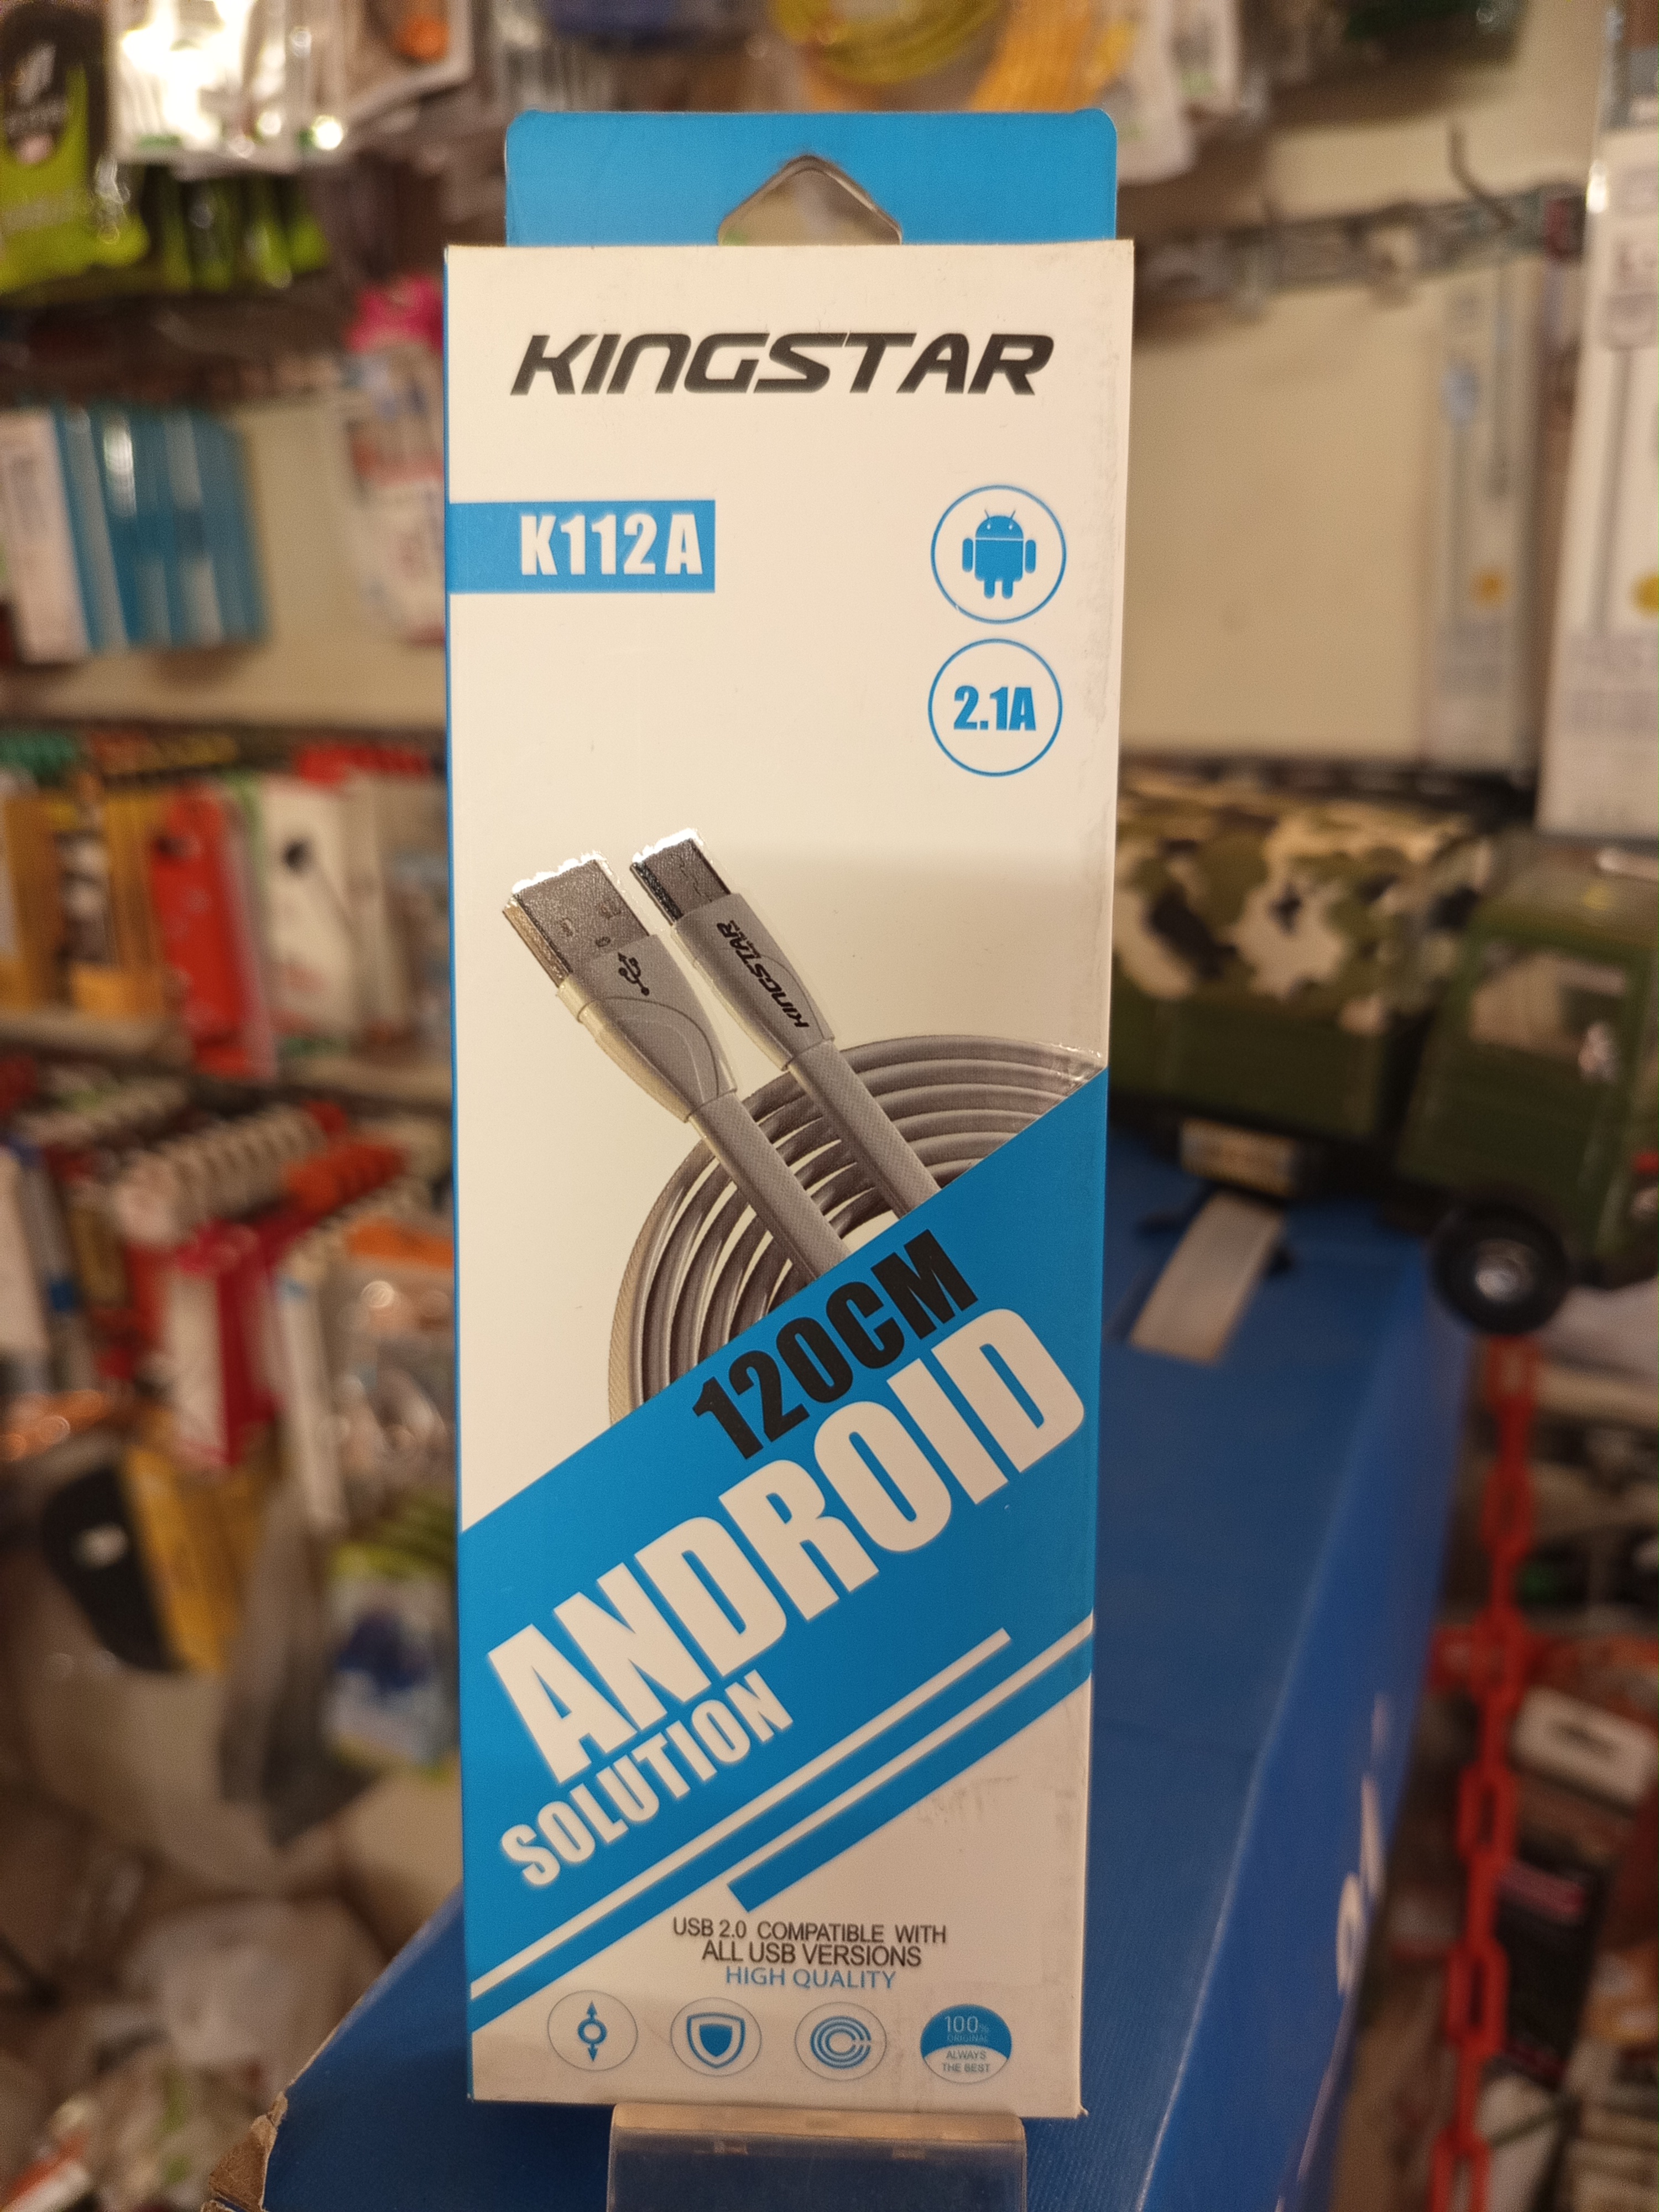 KINGSTAR
K112A
2.1A
KINGSTAR
120CM
ANDROID
SOLUTION
USB 2.0 COMPATIBLE WITH
ALL USB VERSIONS
HIGH QUALITY
100%
ORIGINAL
ALWAYS
THE BEST